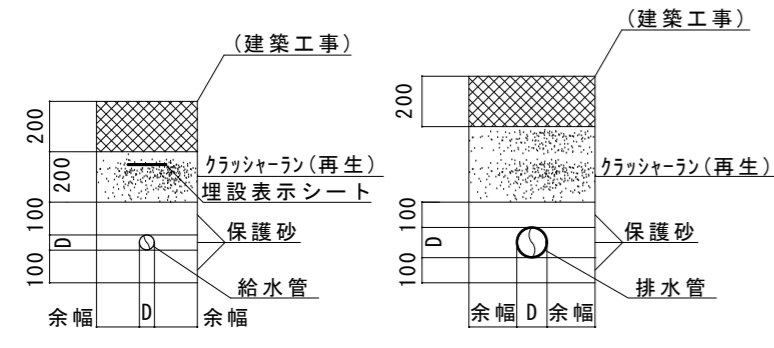 (建築工事)
200
クラッシャーラン(再生)
200
埋設表示シート
100
保護砂
D
100
給水管
余幅 D 余幅
(建築工事)
200
クラッシャーラン(再生)
100
保護砂
D
100
排水管
余幅 D 余幅